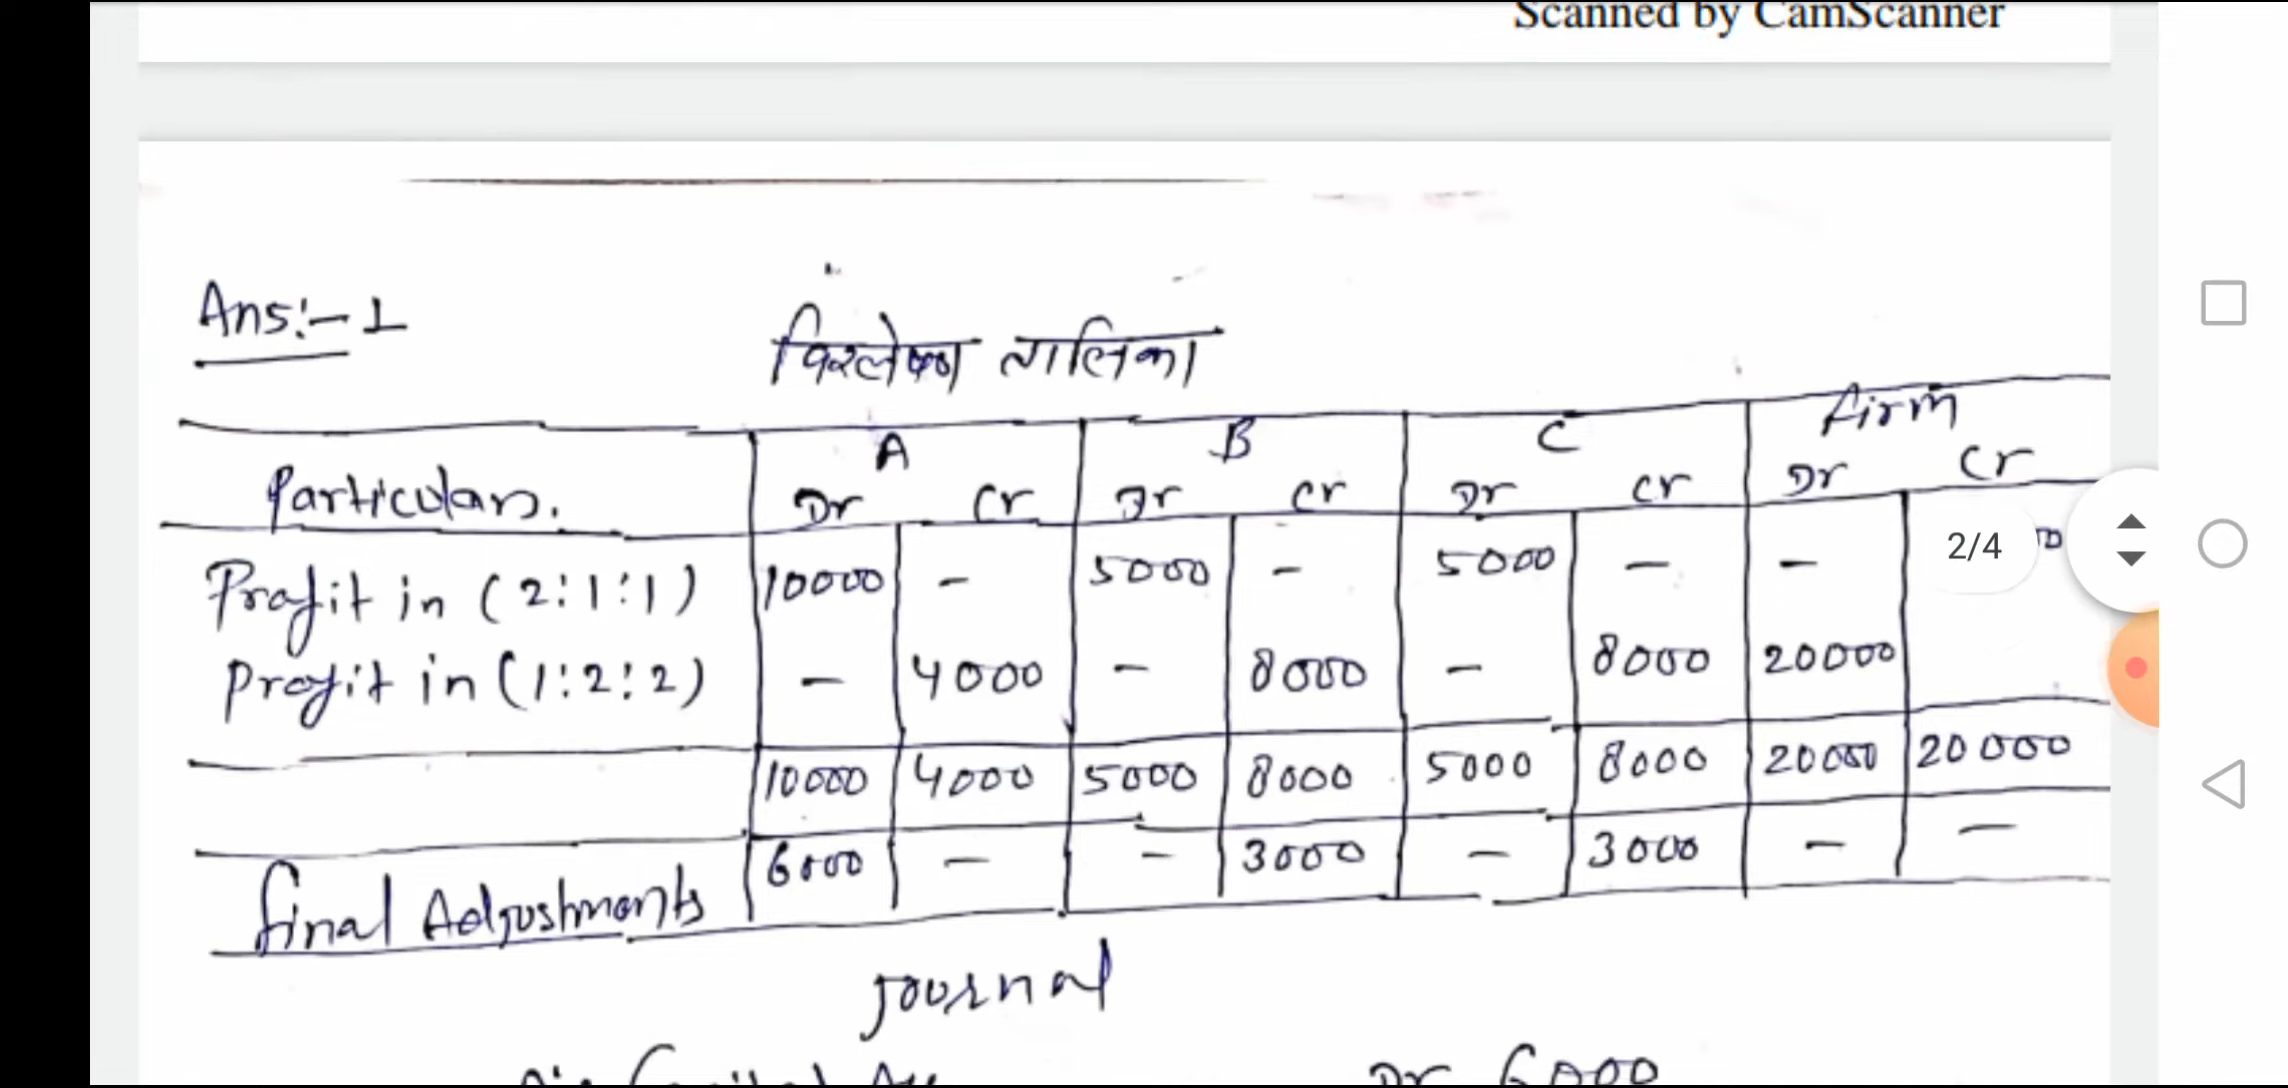 Scanned by CamScanner
Ans:- 1
विश्लेषण तालिका
A B C firm
Particulars. Dr Cr Dr Cr Dr Cr Dr Cr
Profit in (2:1:1) 10000 - 5000 - 5000 - -
2/4
Profit in (1:2:2) - 4000 - 8000 - 8000 20000
10000 4000 5000 8000 5000 8000 20000 20000
final Adjustments 6000 - - 3000 - 3000 - -
Journal
Dr 6000